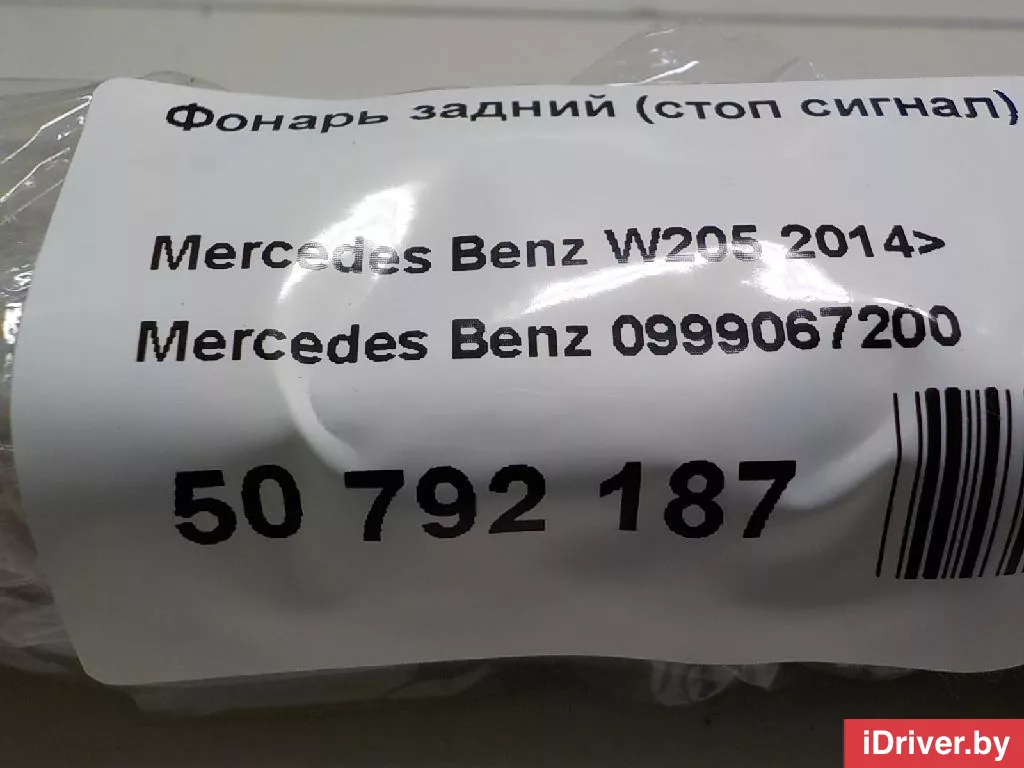 Фонарь задний (стоп сигнал)
Mercedes Benz W205 2014>
Mercedes Benz 0999067200
50 792 187
iDriver.by